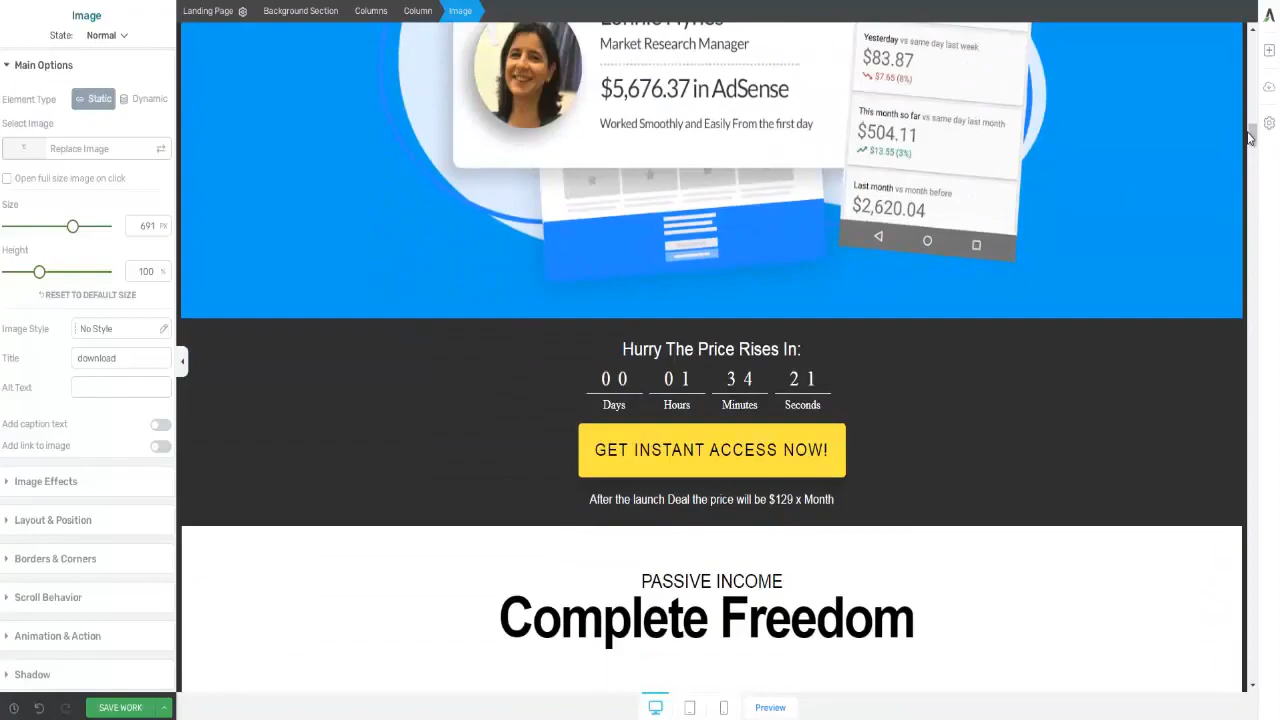 Image
State: Normal
Main Options
Element Type Static Dynamic
Select Image
Replace Image
Open full size image on click
Size
691 PX
Height
100 %
RESET TO DEFAULT SIZE
Image Style No Style
Title download
Alt Text
Add caption text
Add link to image
Image Effects
Layout & Position
Borders & Corners
Scroll Behavior
Animation & Action
Shadow
SAVE WORK
Landing Page Background Section Columns Column Image
Market Research Manager
$5,676.37 in AdSense
Worked Smoothly and Easily From the first day
Yesterday vs same day last week
$83.87
$7.65 (8%)
This month so far vs same day last month
$504.11
$13.55 (3%)
Last month vs month before
$2,620.04
Hurry The Price Rises In:
00 01 34 21
Days Hours Minutes Seconds
GET INSTANT ACCESS NOW!
After the launch Deal the price will be $129 x Month
PASSIVE INCOME
Complete Freedom
Preview